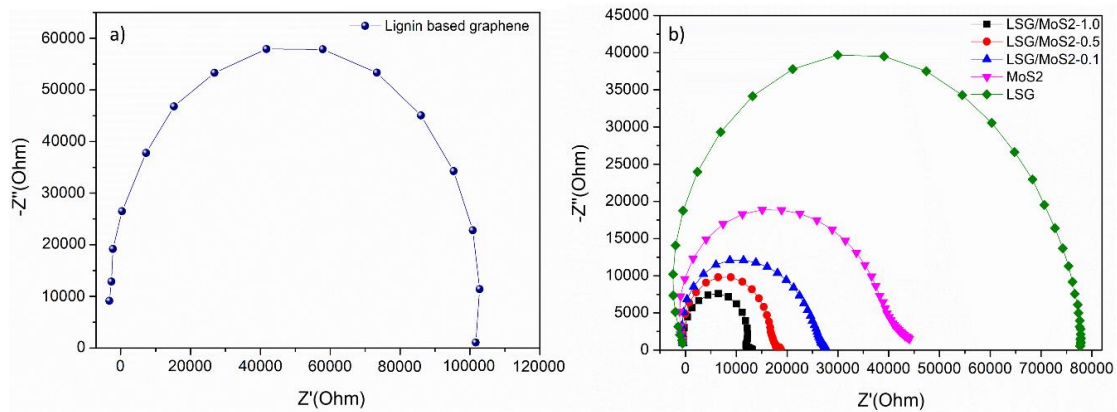 a)
Lignin based graphene
60000
50000
40000
30000
20000
10000
0
-Z''(Ohm)
0 20000 40000 60000 80000 100000 120000
Z'(Ohm)
b)
LSG/MoS2-1.0
LSG/MoS2-0.5
LSG/MoS2-0.1
MoS2
LSG
45000
40000
35000
30000
25000
20000
15000
10000
5000
0
-Z''(Ohm)
0 10000 20000 30000 40000 50000 60000 70000 80000
Z'(Ohm)